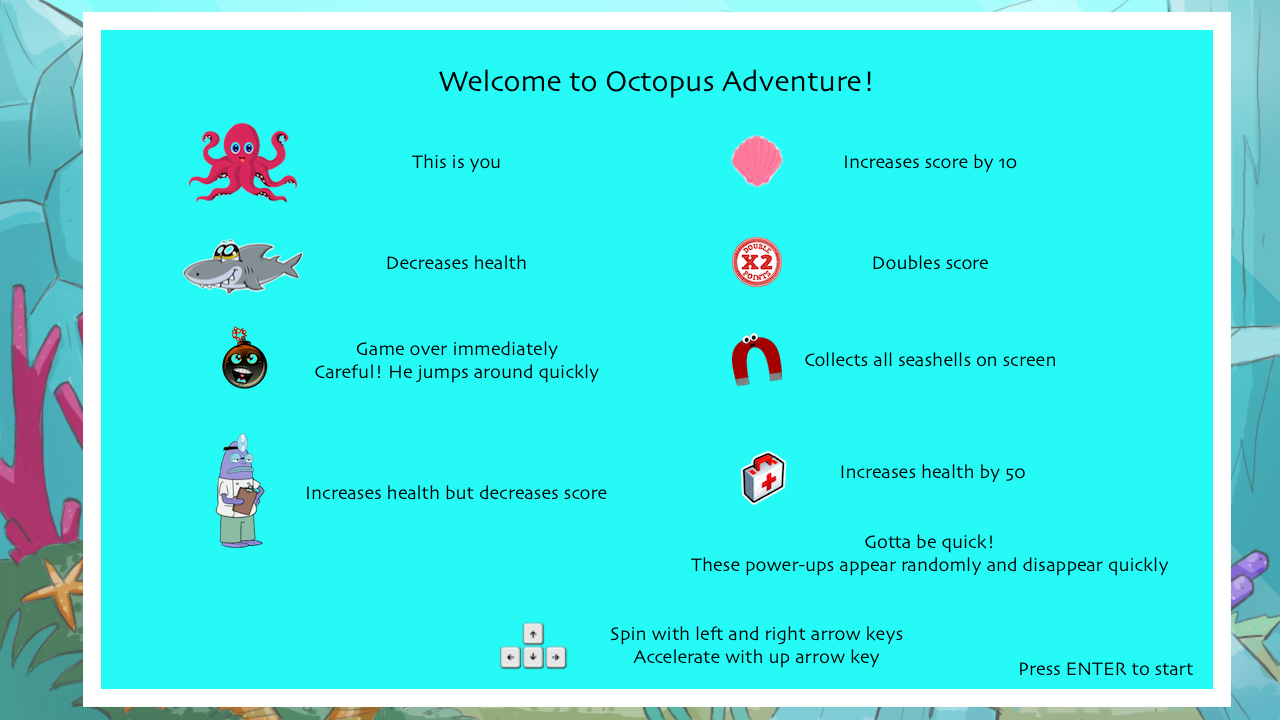 Welcome to Octopus Adventure!
This is you
Increases score by 10
Decreases health
DOUBLE
X2
POINTS
Doubles score
Game over immediately
Careful! He jumps around quickly
Collects all seashells on screen
Increases health but decreases score
Increases health by 50
Gotta be quick!
These power-ups appear randomly and disappear quickly
Spin with left and right arrow keys
Accelerate with up arrow key
Press ENTER to start